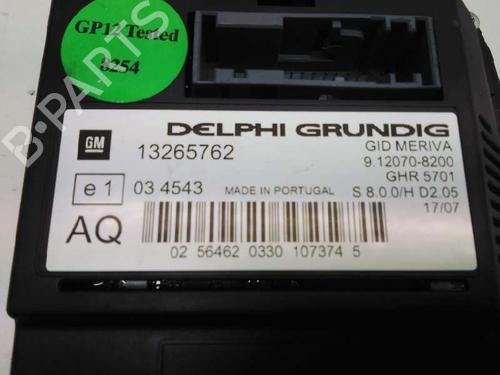 GP12 Tested
8254
B-PARTS
DELPHI GRUNDIG
GM
13265762
GID MERIVA
9.12070-8200
GHR 5701
e 1
03 4543
MADE IN PORTUGAL
S 8.0.0/H D2.05
17/07
AQ
02 56462 0330 107374 5